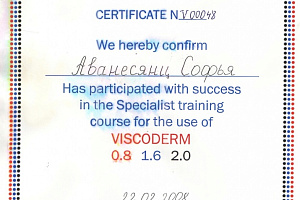 CERTIFICATE N V 00048
We hereby confirm
Аванесянц Софья
Has participated with success
in the Specialist training
course for the use of
VISCODERM
0.8 1.6 2.0
22.02.2008